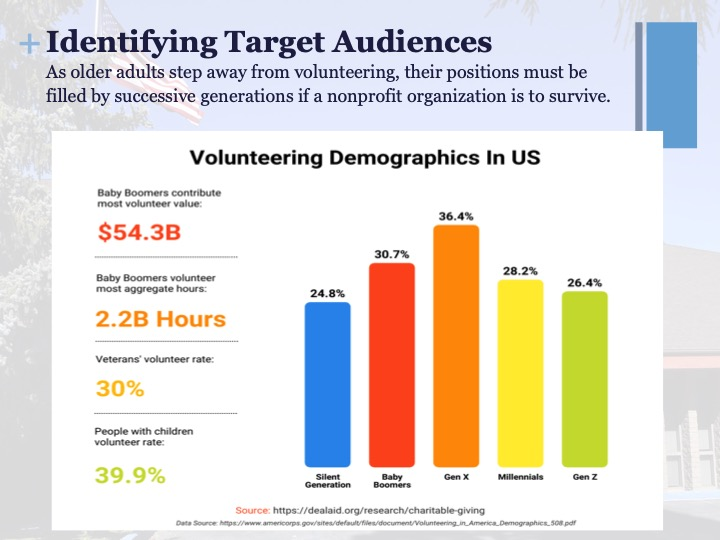 + Identifying Target Audiences
As older adults step away from volunteering, their positions must be
filled by successive generations if a nonprofit organization is to survive.
Volunteering Demographics In US
Baby Boomers contribute
most volunteer value:
$54.3B
Baby Boomers volunteer
most aggregate hours:
2.2B Hours
Veterans' volunteer rate:
30%
People with children
volunteer rate:
39.9%
24.8%
30.7%
36.4%
28.2%
26.4%
Silent
Generation
Baby
Boomers
Gen X
Millennials
Gen Z
Source: https://dealaid.org/research/charitable-giving
Data Source: https://www.americorps.gov/sites/default/files/document/Volunteering_in_America_Demographics_508.pdf